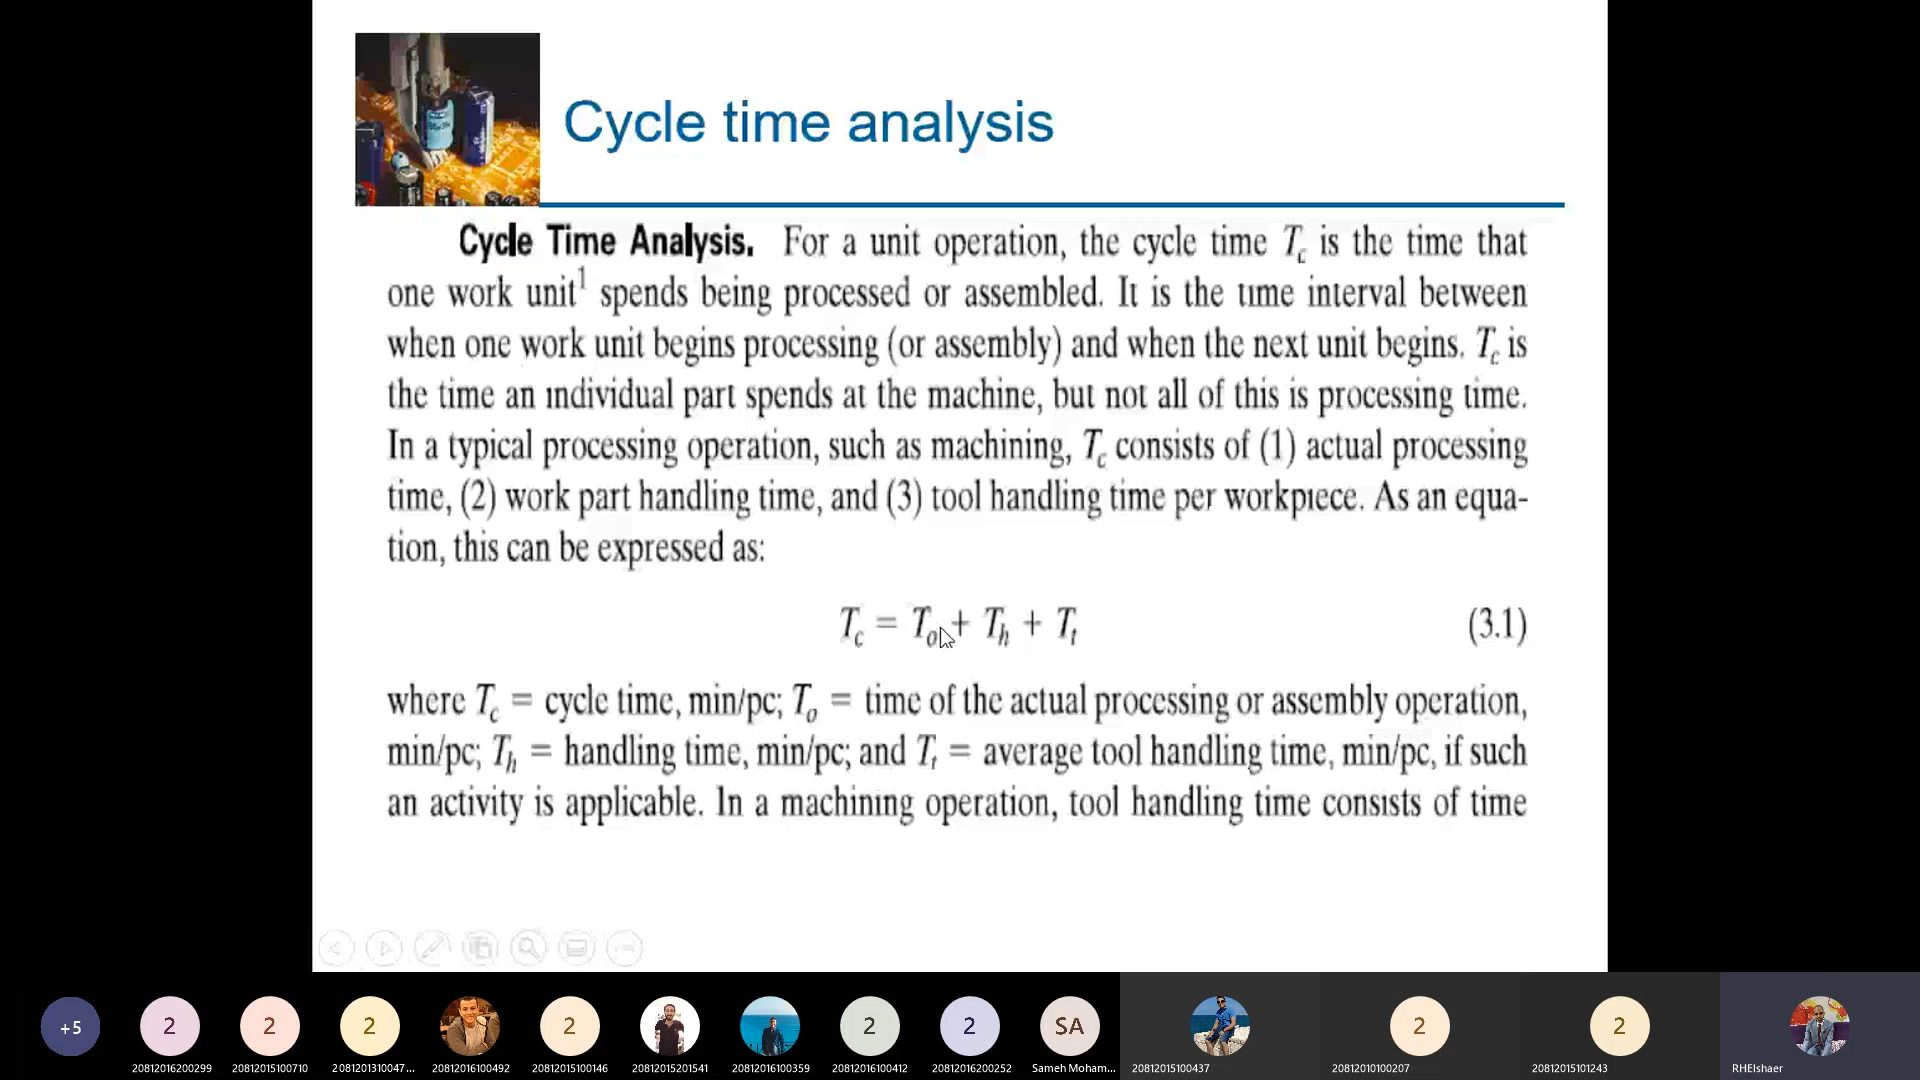 Cycle time analysis
Cycle Time Analysis. For a unit operation, the cycle time Tc is the time that
one work unit1 spends being processed or assembled. It is the time interval between
when one work unit begins processing (or assembly) and when the next unit begins. Tc is
the time an individual part spends at the machine, but not all of this is processing time.
In a typical processing operation, such as machining, Tc consists of (1) actual processing
time, (2) work part handling time, and (3) tool handling time per workpiece. As an equa-
tion, this can be expressed as:
Tc = To + Th + Tt (3.1)
where Tc = cycle time, min/pc; To = time of the actual processing or assembly operation,
min/pc; Th = handling time, min/pc; and Tt = average tool handling time, min/pc, if such
an activity is applicable. In a machining operation, tool handling time consists of time
+5 2 2 2 2 2 2 SA 2 2
20812016200299 20812015100710 208120131​0047... 20812016100492 20812015100146 20812015201541 20812016100359 20812016100412 20812016200252 Sameh Moham... 20812015100437 20812010100207 20812015101243 RHElshaer